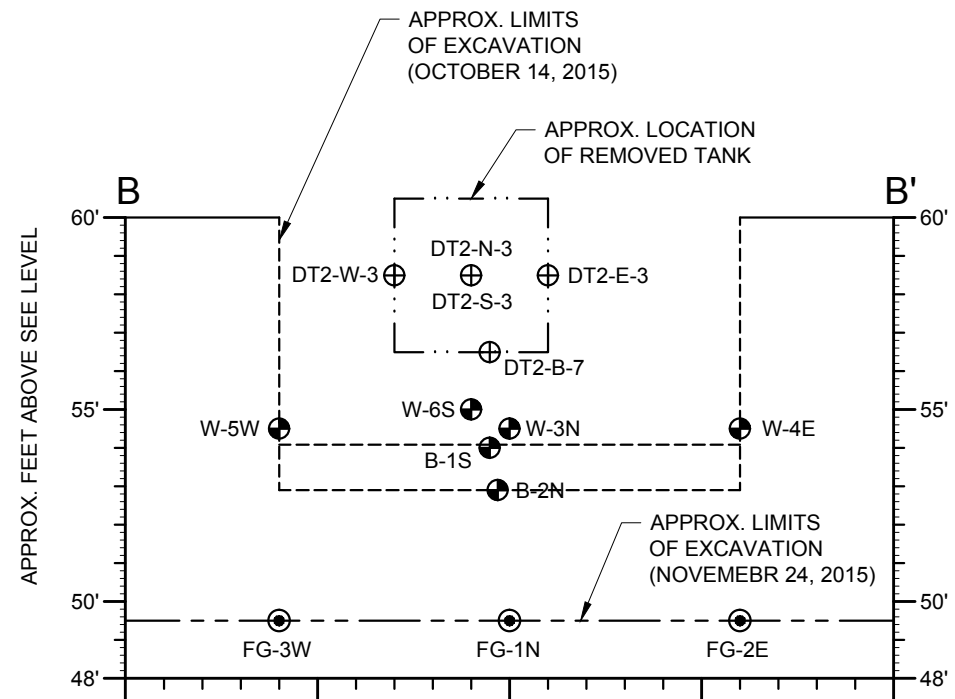 APPROX. LIMITS
OF EXCAVATION
(OCTOBER 14, 2015)
APPROX. LOCATION
OF REMOVED TANK
B
B'
60'
60'
APPROX. FEET ABOVE SEE LEVEL
DT2-N-3
DT2-W-3
DT2-E-3
DT2-S-3
DT2-B-7
55'
55'
W-6S
W-5W
W-3N
W-4E
B-1S
B-2N
APPROX. LIMITS
OF EXCAVATION
(NOVEMEBR 24, 2015)
50'
50'
FG-3W
FG-1N
FG-2E
48'
48'